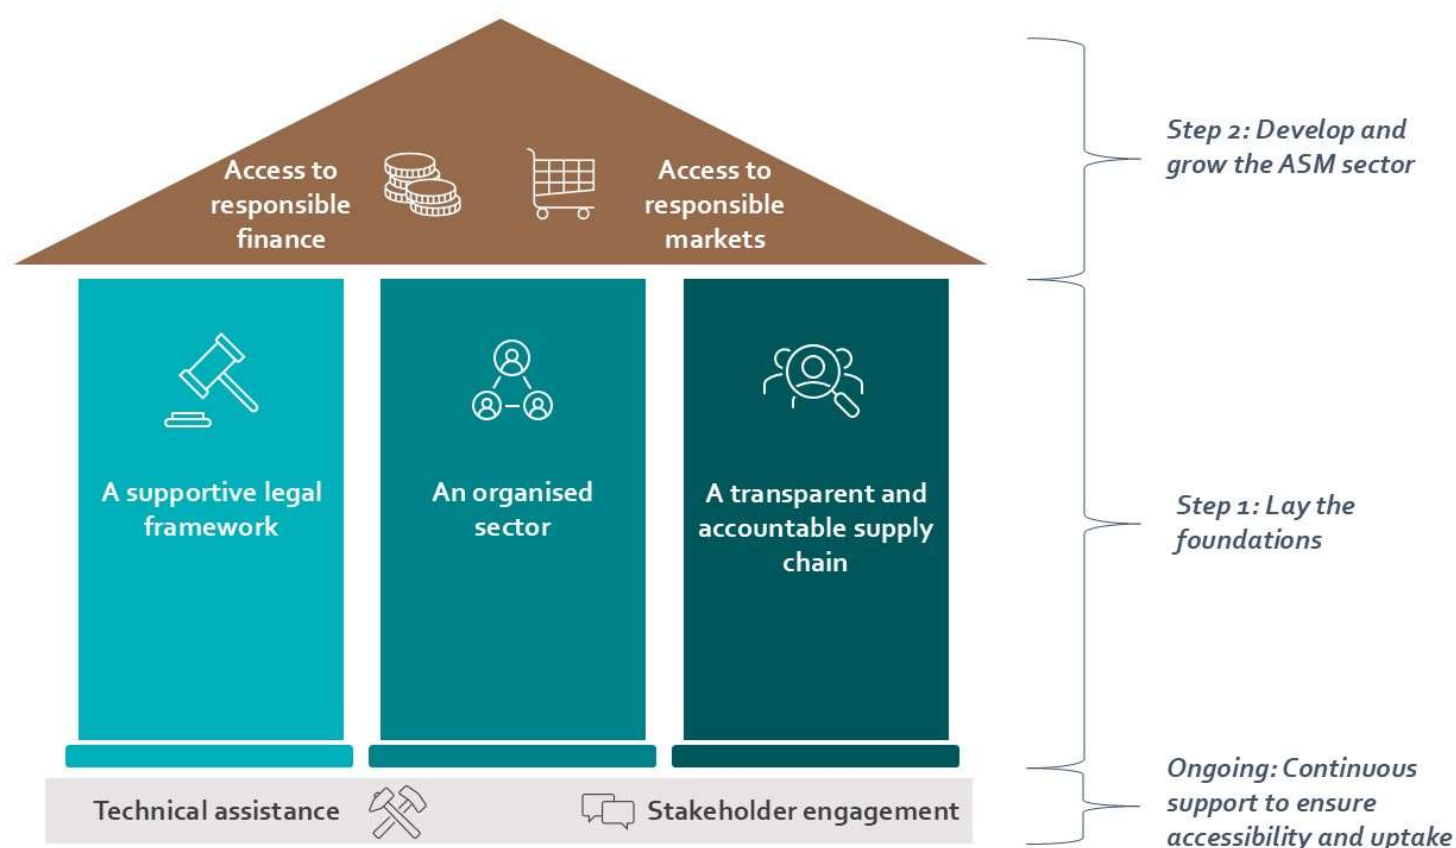 Access to
responsible
finance
Access to
responsible
markets
Step 2: Develop and
grow the ASM sector
A supportive legal
framework
An organised
sector
A transparent and
accountable supply
chain
Step 1: Lay the
foundations
Technical assistance
Stakeholder engagement
Ongoing: Continuous
support to ensure
accessibility and uptake